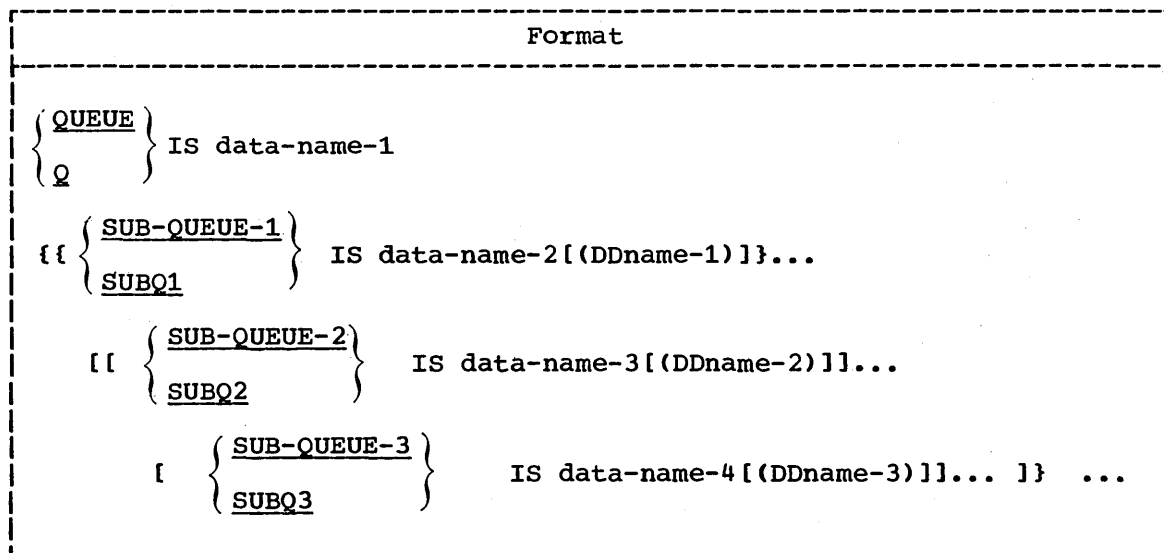 Format
QUEUE
IS data-name-1
Q
SUB-QUEUE-1
{{ IS data-name-2[(DDname-1)]}...
SUBQ1
SUB-QUEUE-2
[[ IS data-name-3[(DDname-2)]]...
SUBQ2
SUB-QUEUE-3
[ IS data-name-4[(DDname-3)]]... ]} ...
SUBQ3